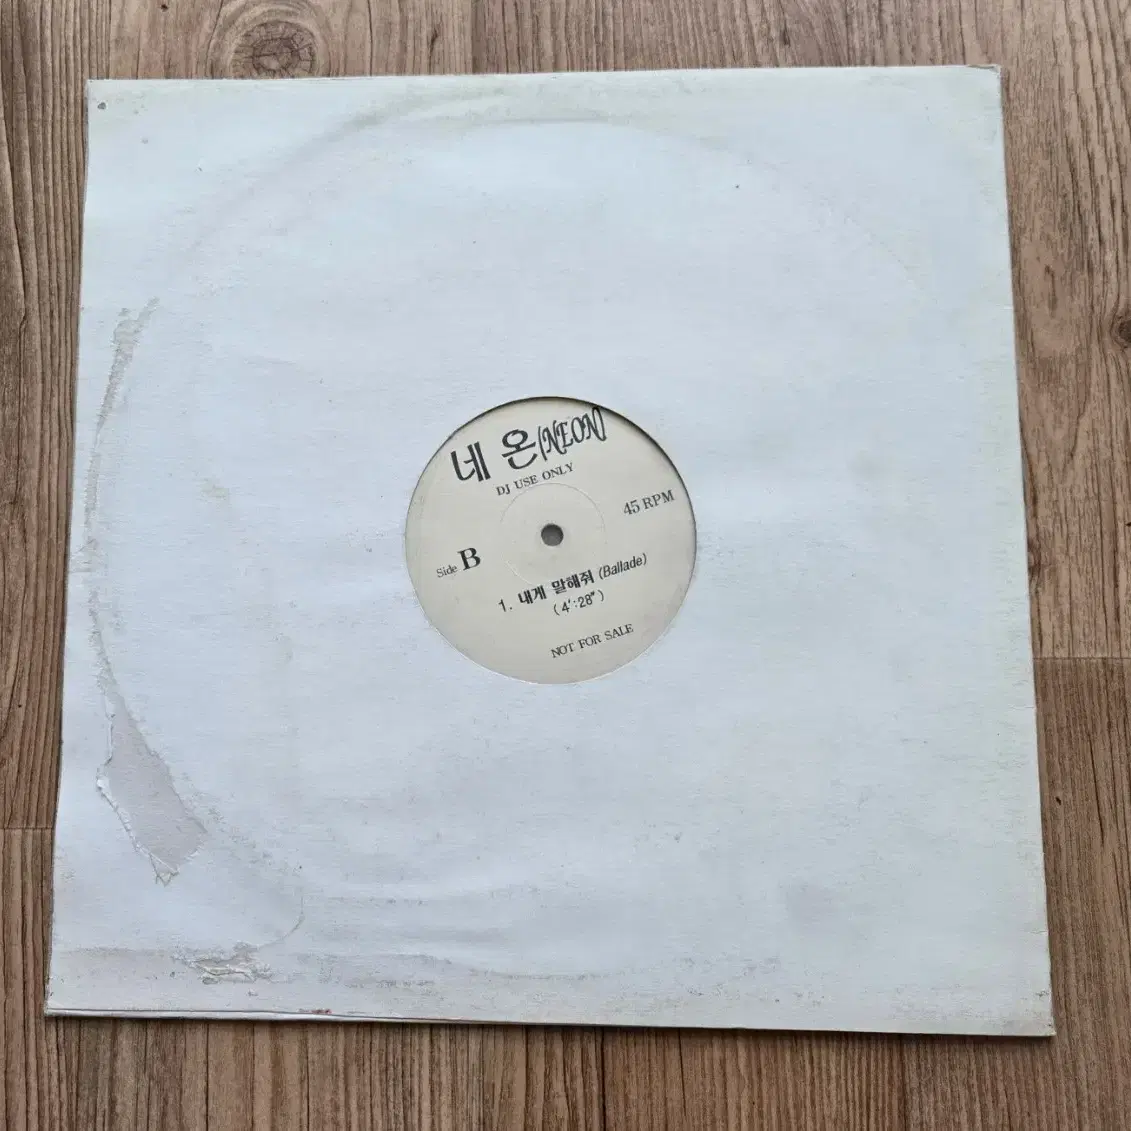 네 온(NEON)
DJ USE ONLY
45 RPM
Side B
1. 내게 말해줘 (Ballade)
(4':28")
NOT FOR SALE